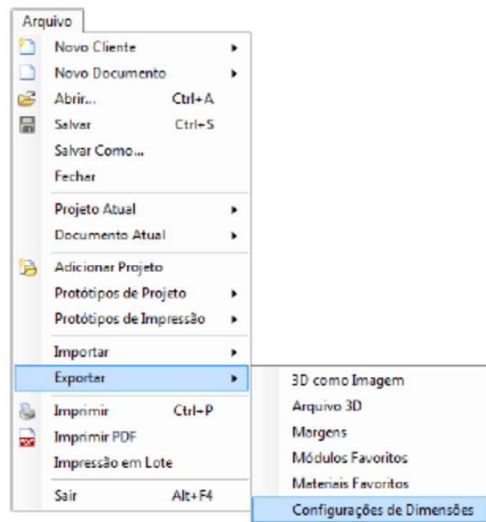 Arquivo
Novo Cliente
Novo Documento
Abrir... Ctrl+A
Salvar Ctrl+S
Salvar Como...
Fechar
Projeto Atual
Documento Atual
Adicionar Projeto
Protótipos de Projeto
Protótipos de Impressão
Importar
Exportar
3D como Imagem
Arquivo 3D
Margens
Módulos Favoritos
Materiais Favoritos
Configurações de Dimensões
Imprimir Ctrl+P
Imprimir PDF
Impressão em Lote
Sair Alt+F4